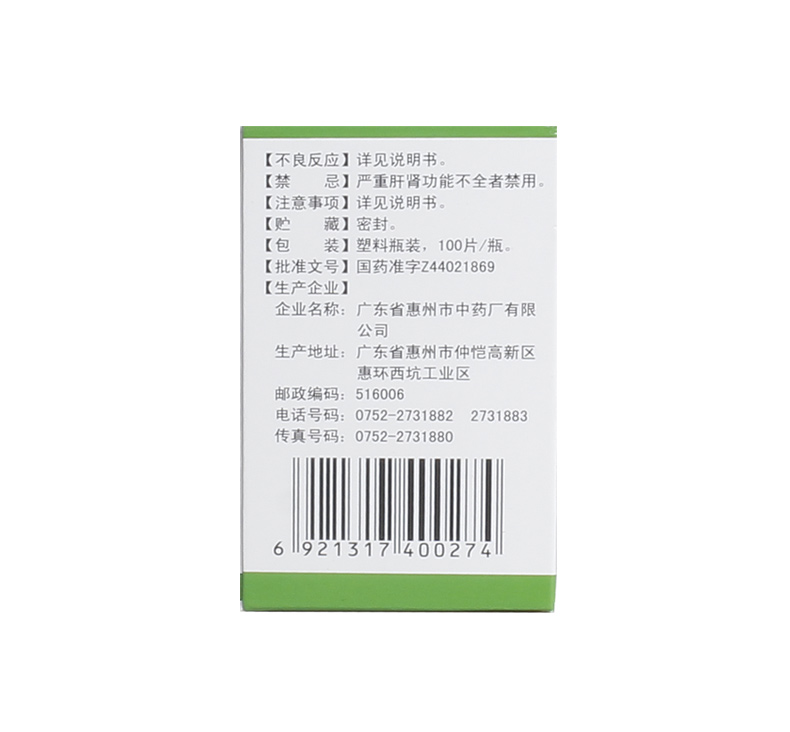 【不良反应】详见说明书。
【禁　　忌】严重肝肾功能不全者禁用。
【注意事项】详见说明书。
【贮　　藏】密封。
【包　　装】塑料瓶装，100片/瓶。
【批准文号】国药准字Z44021869
【生产企业】
企业名称：广东省惠州市中药厂有限
公司
生产地址：广东省惠州市仲恺高新区
惠环西坑工业区
邮政编码：516006
电话号码：0752-2731882　2731883
传真号码：0752-2731880
6 921317 400274